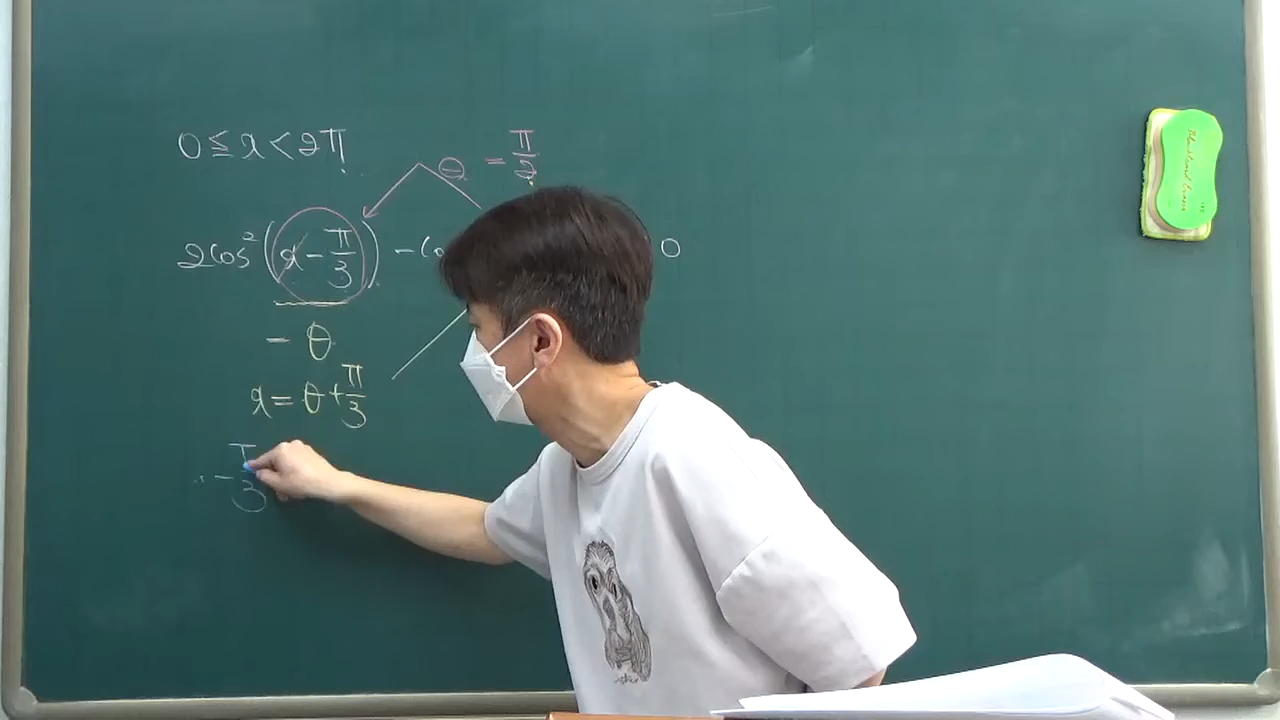 0 ≤ x < 2π
⊖ = π/2
2cos²(x − π/3) − co 0
− θ
x = θ + π/3
− π/3